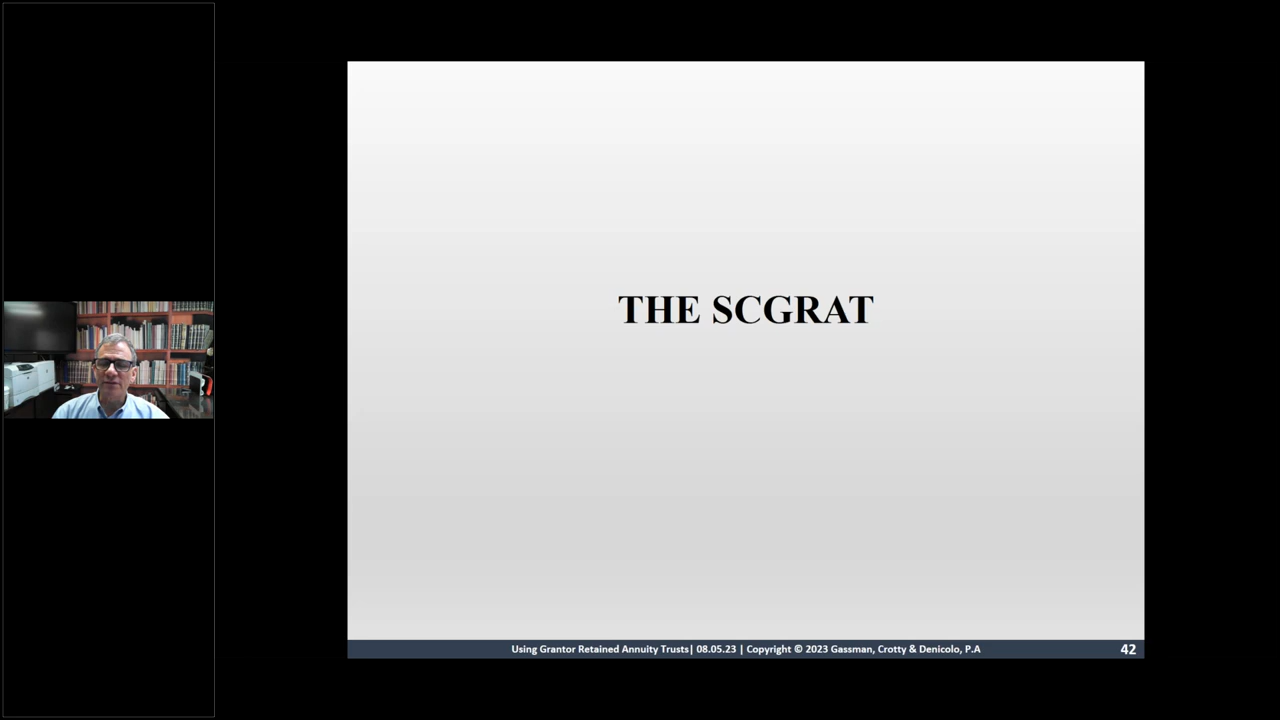 THE SCGRAT
Using Grantor Retained Annuity Trusts| 08.05.23 | Copyright © 2023 Gassman, Crotty & Denicolo, P.A
42